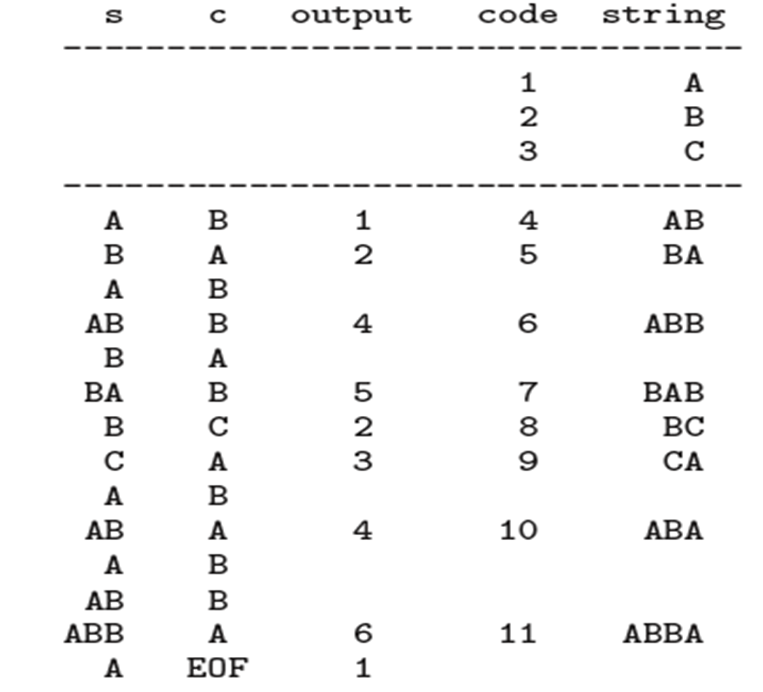 s c output code string
---------------------------------
1 A
2 B
3 C
---------------------------------
A B 1 4 AB
B A 2 5 BA
A B
AB B 4 6 ABB
B A
BA B 5 7 BAB
B C 2 8 BC
C A 3 9 CA
A B
AB A 4 10 ABA
A B
AB B
ABB A 6 11 ABBA
A EOF 1